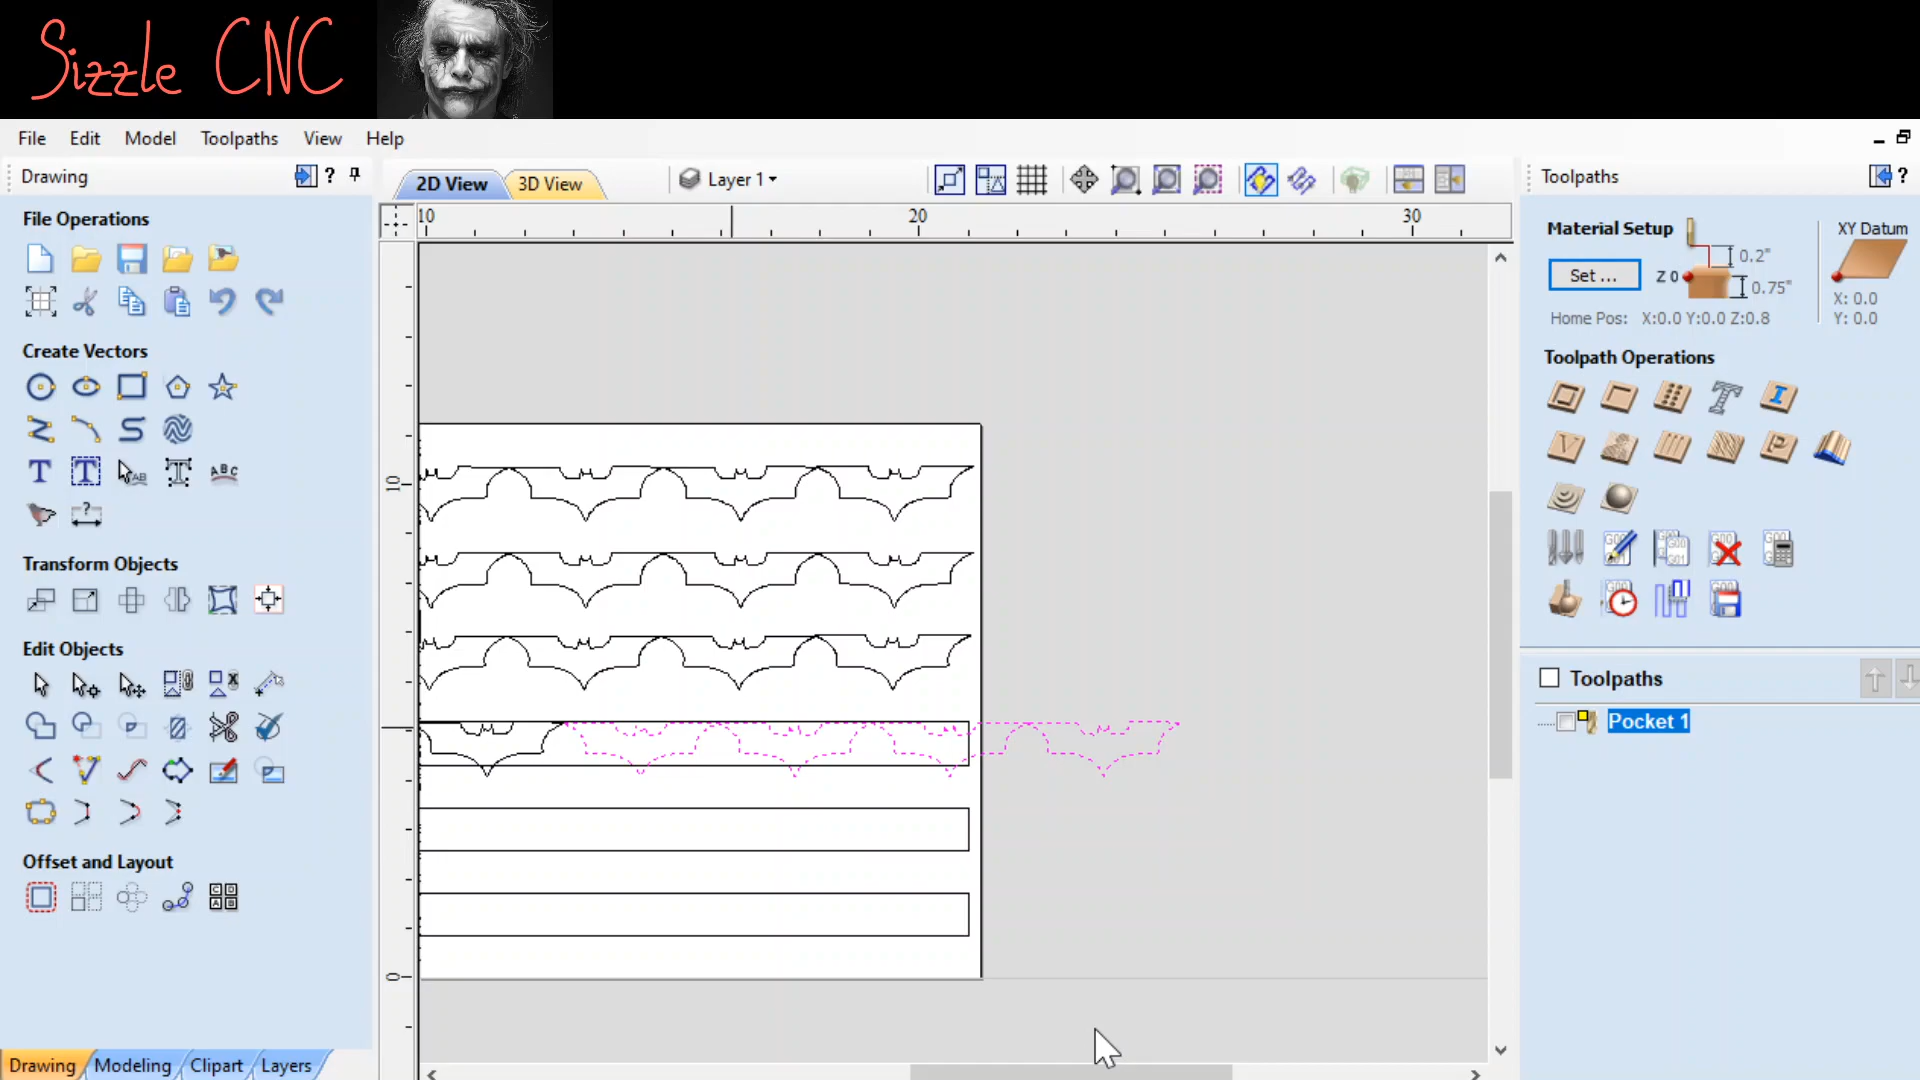 Sizzle CNC
File Edit Model Toolpaths View Help
Drawing ?
File Operations
Create Vectors
Transform Objects
Edit Objects
Offset and Layout
Drawing Modeling Clipart Layers
2D View 3D View Layer 1
10 20 30
10
0
Toolpaths ?
Material Setup
Set ...
Z 0
0.2"
0.75"
XY Datum
X: 0.0
Y: 0.0
Home Pos: X:0.0 Y:0.0 Z:0.8
Toolpath Operations
Toolpaths
Pocket 1